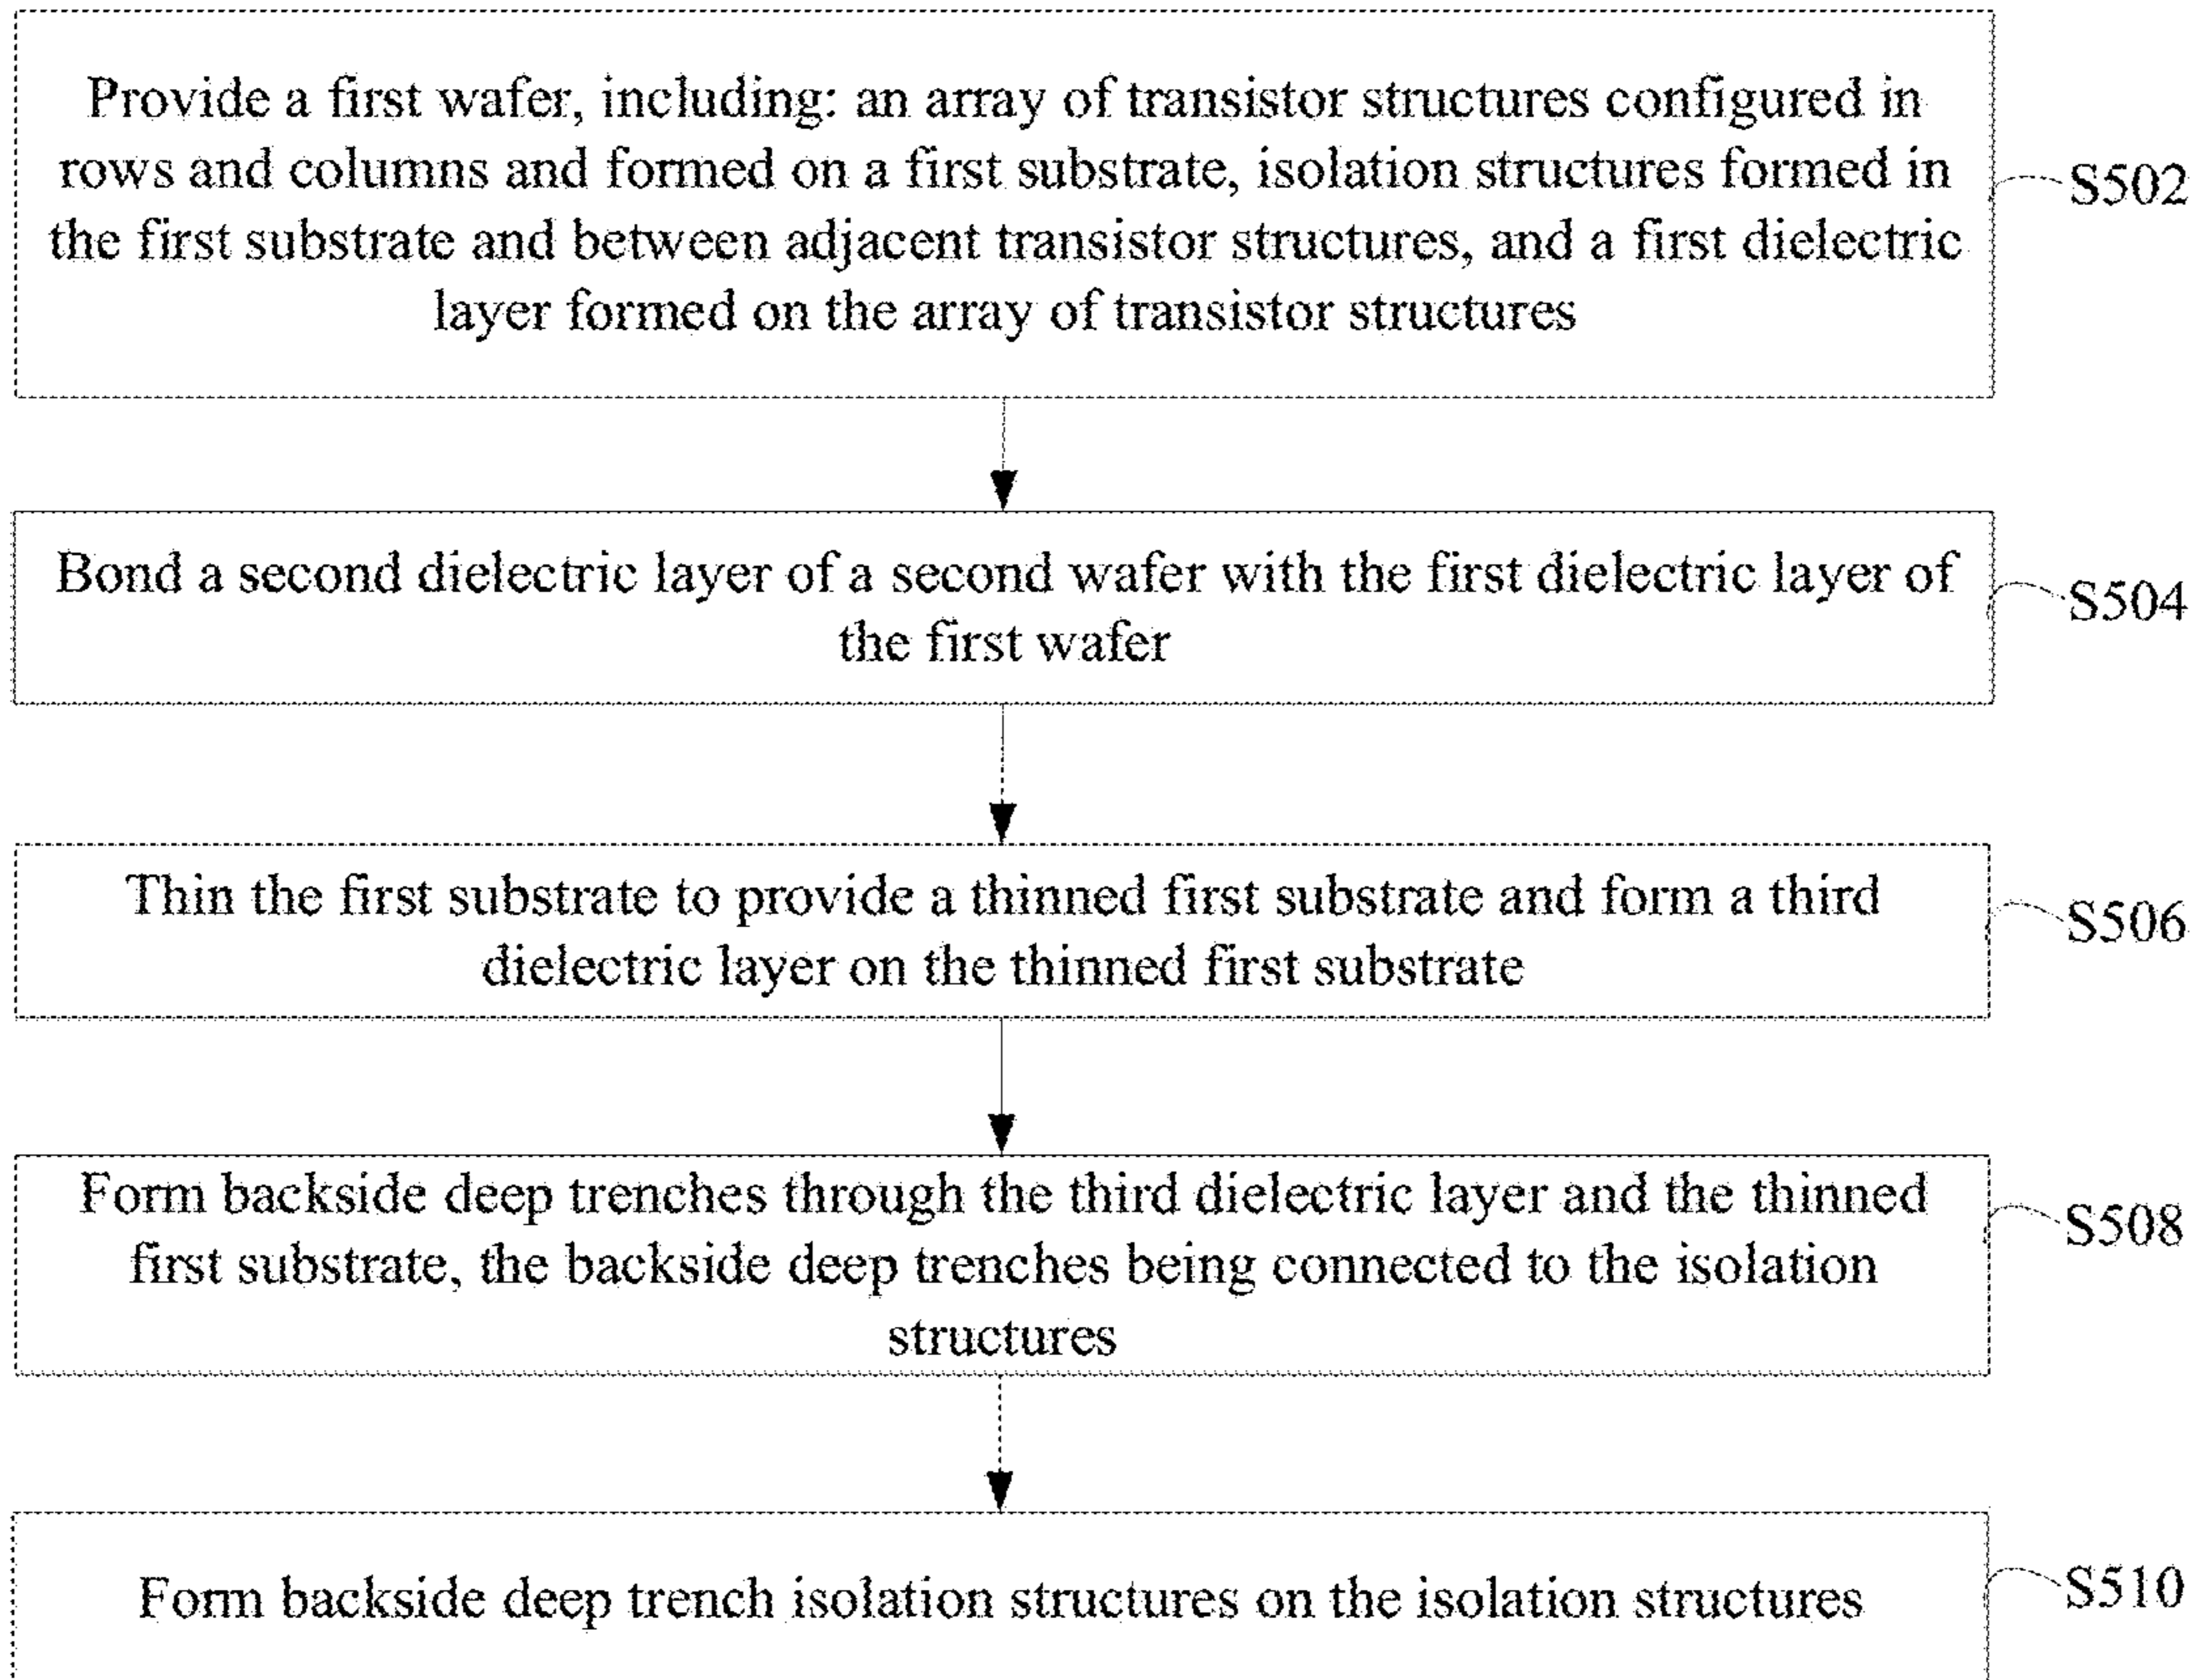 Provide a first wafer, including: an array of transistor structures configured in
rows and columns and formed on a first substrate, isolation structures formed in
the first substrate and between adjacent transistor structures, and a first dielectric
layer formed on the array of transistor structures
S502
Bond a second dielectric layer of a second wafer with the first dielectric layer of
the first wafer
S504
Thin the first substrate to provide a thinned first substrate and form a third
dielectric layer on the thinned first substrate
S506
Form backside deep trenches through the third dielectric layer and the thinned
first substrate, the backside deep trenches being connected to the isolation
structures
S508
Form backside deep trench isolation structures on the isolation structures
S510